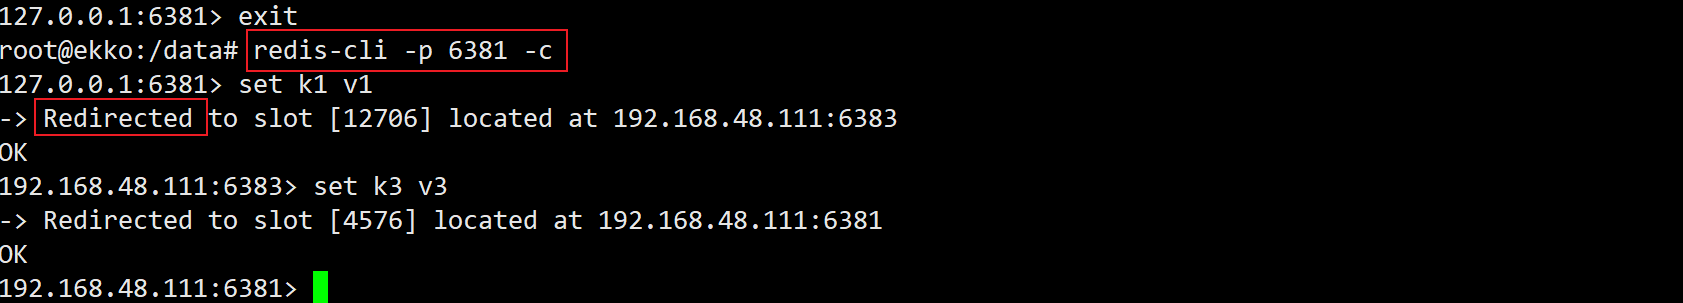 127.0.0.1:6381> exit
root@ekko:/data# redis-cli -p 6381 -c
127.0.0.1:6381> set k1 v1
-> Redirected to slot [12706] located at 192.168.48.111:6383
OK
192.168.48.111:6383> set k3 v3
-> Redirected to slot [4576] located at 192.168.48.111:6381
OK
192.168.48.111:6381>